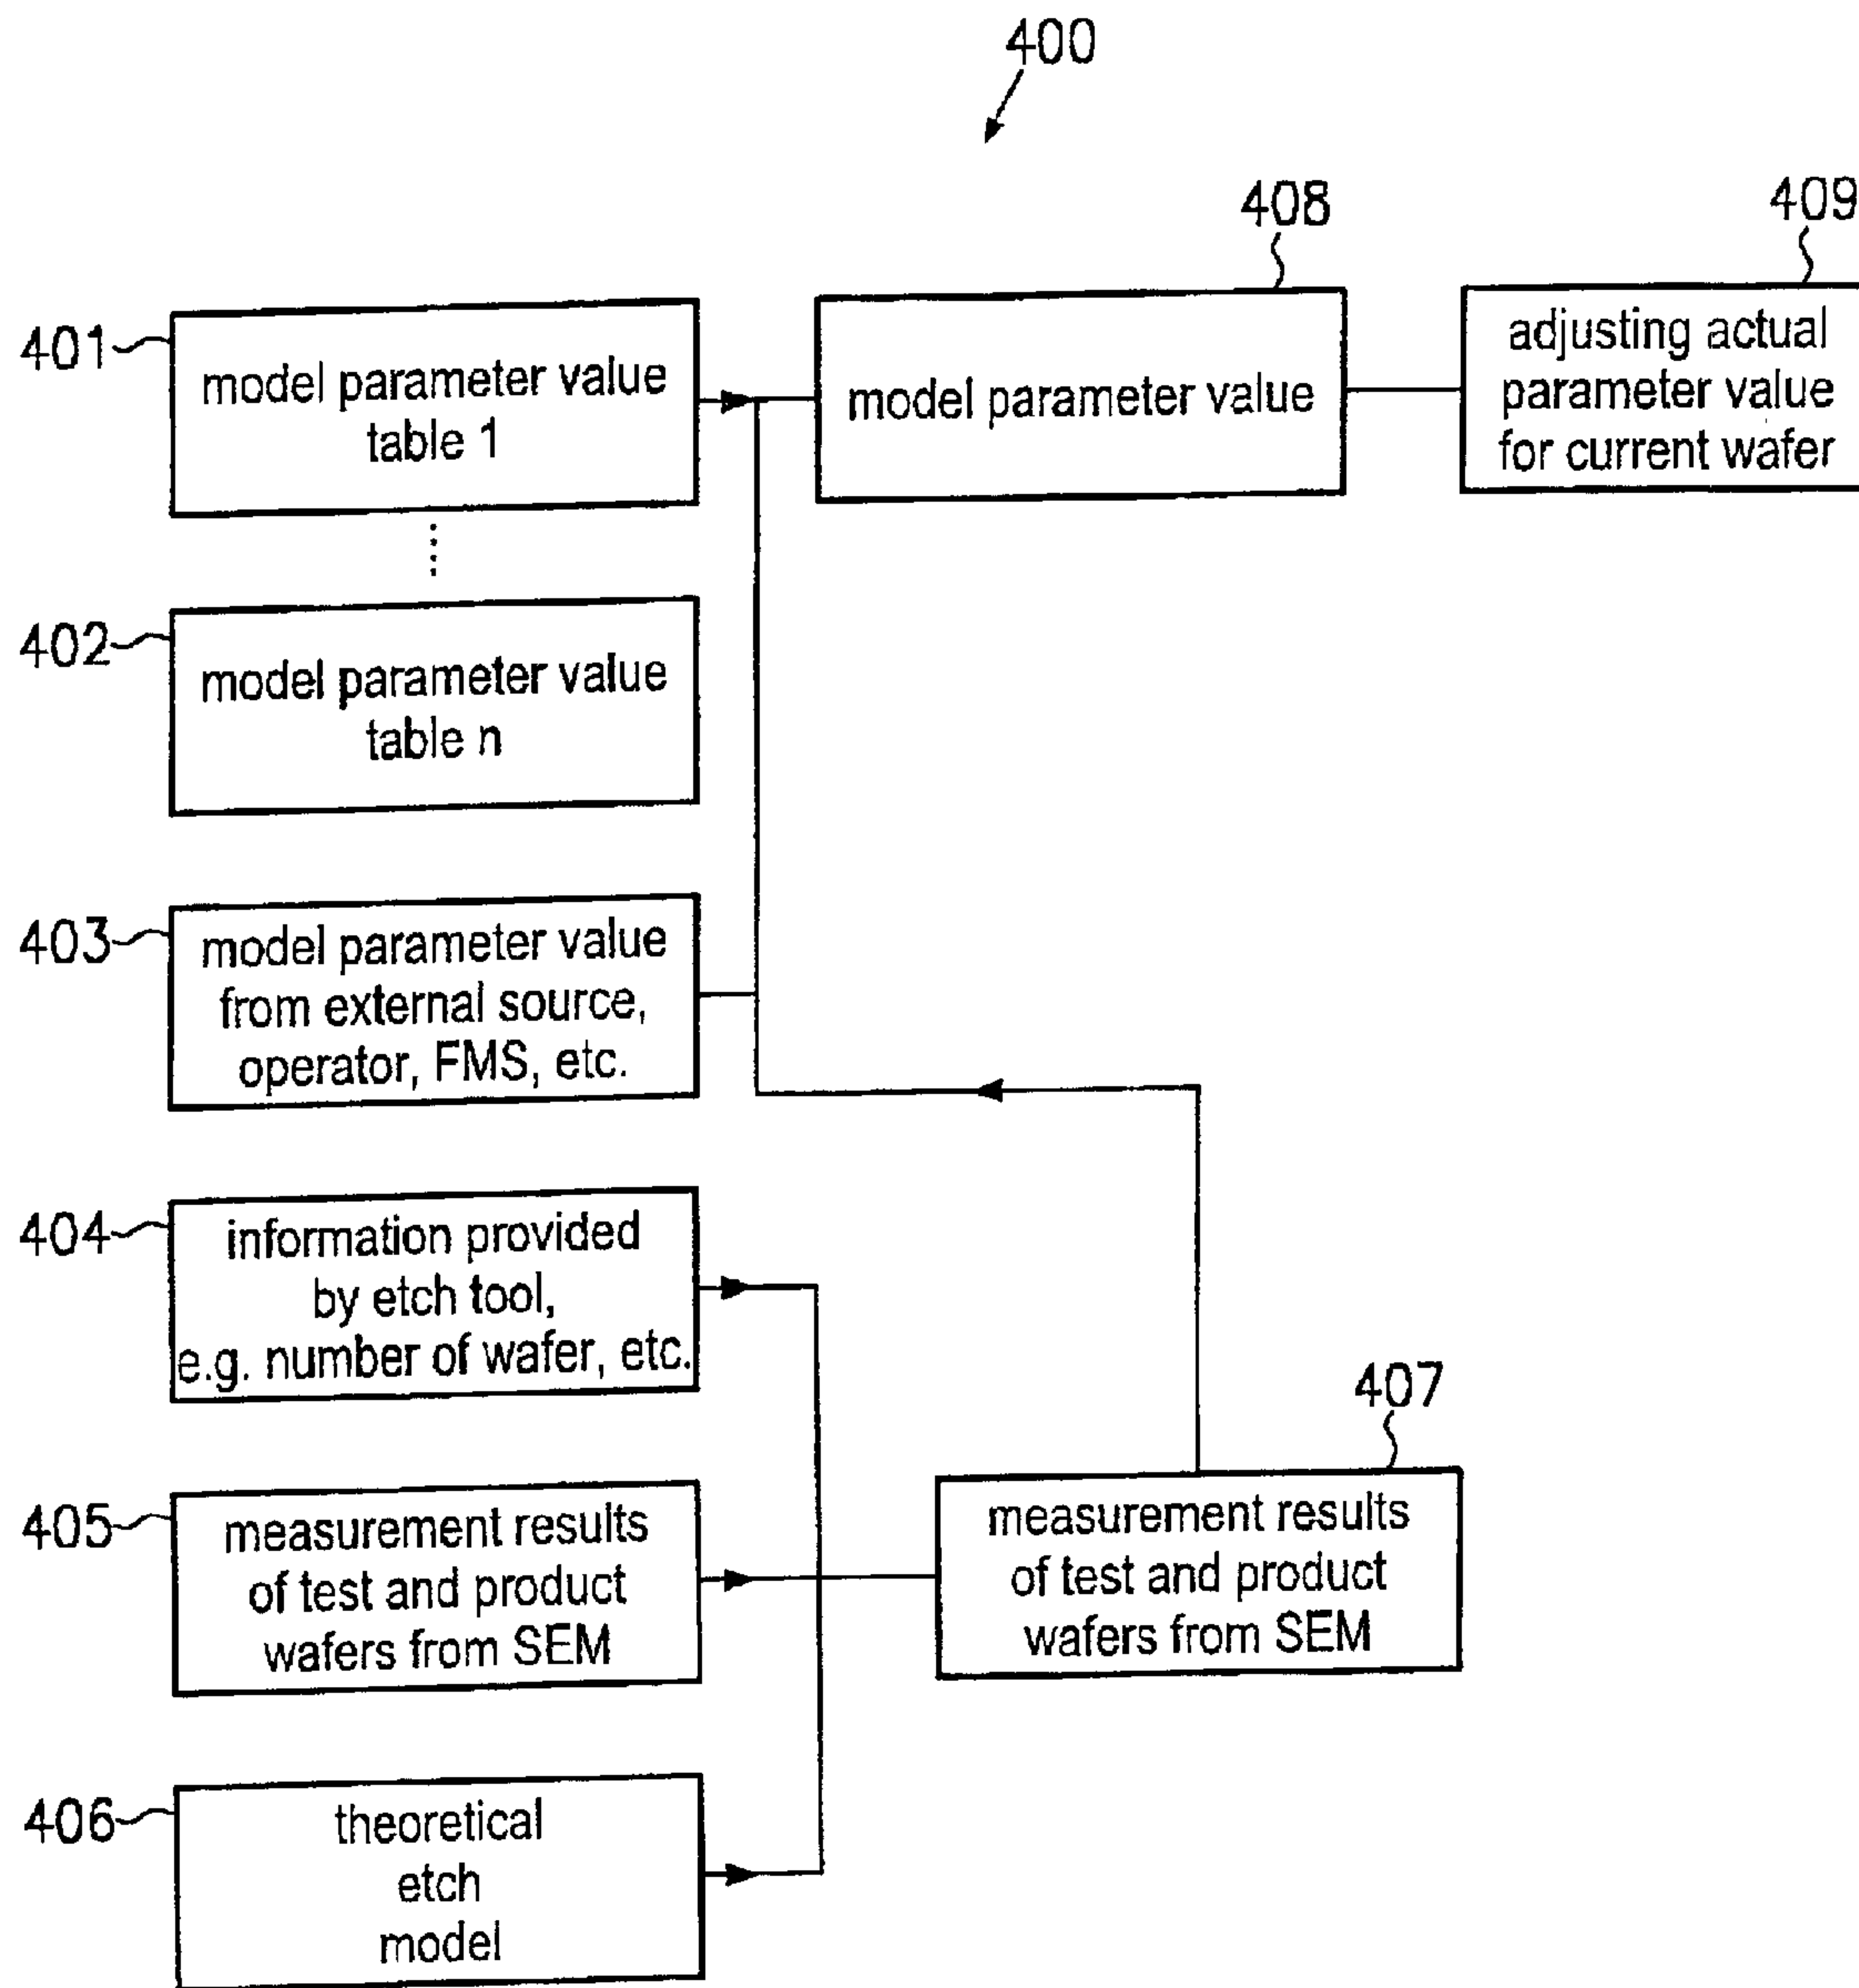 400
408
409
401
model parameter value
table 1
model parameter value
adjusting actual
parameter value
for current wafer
402
model parameter value
table n
403
model parameter value
from external source,
operator, FMS, etc.
404
information provided
by etch tool,
e.g. number of wafer, etc.
407
405
measurement results
of test and product
wafers from SEM
measurement results
of test and product
wafers from SEM
406
theoretical
etch
model